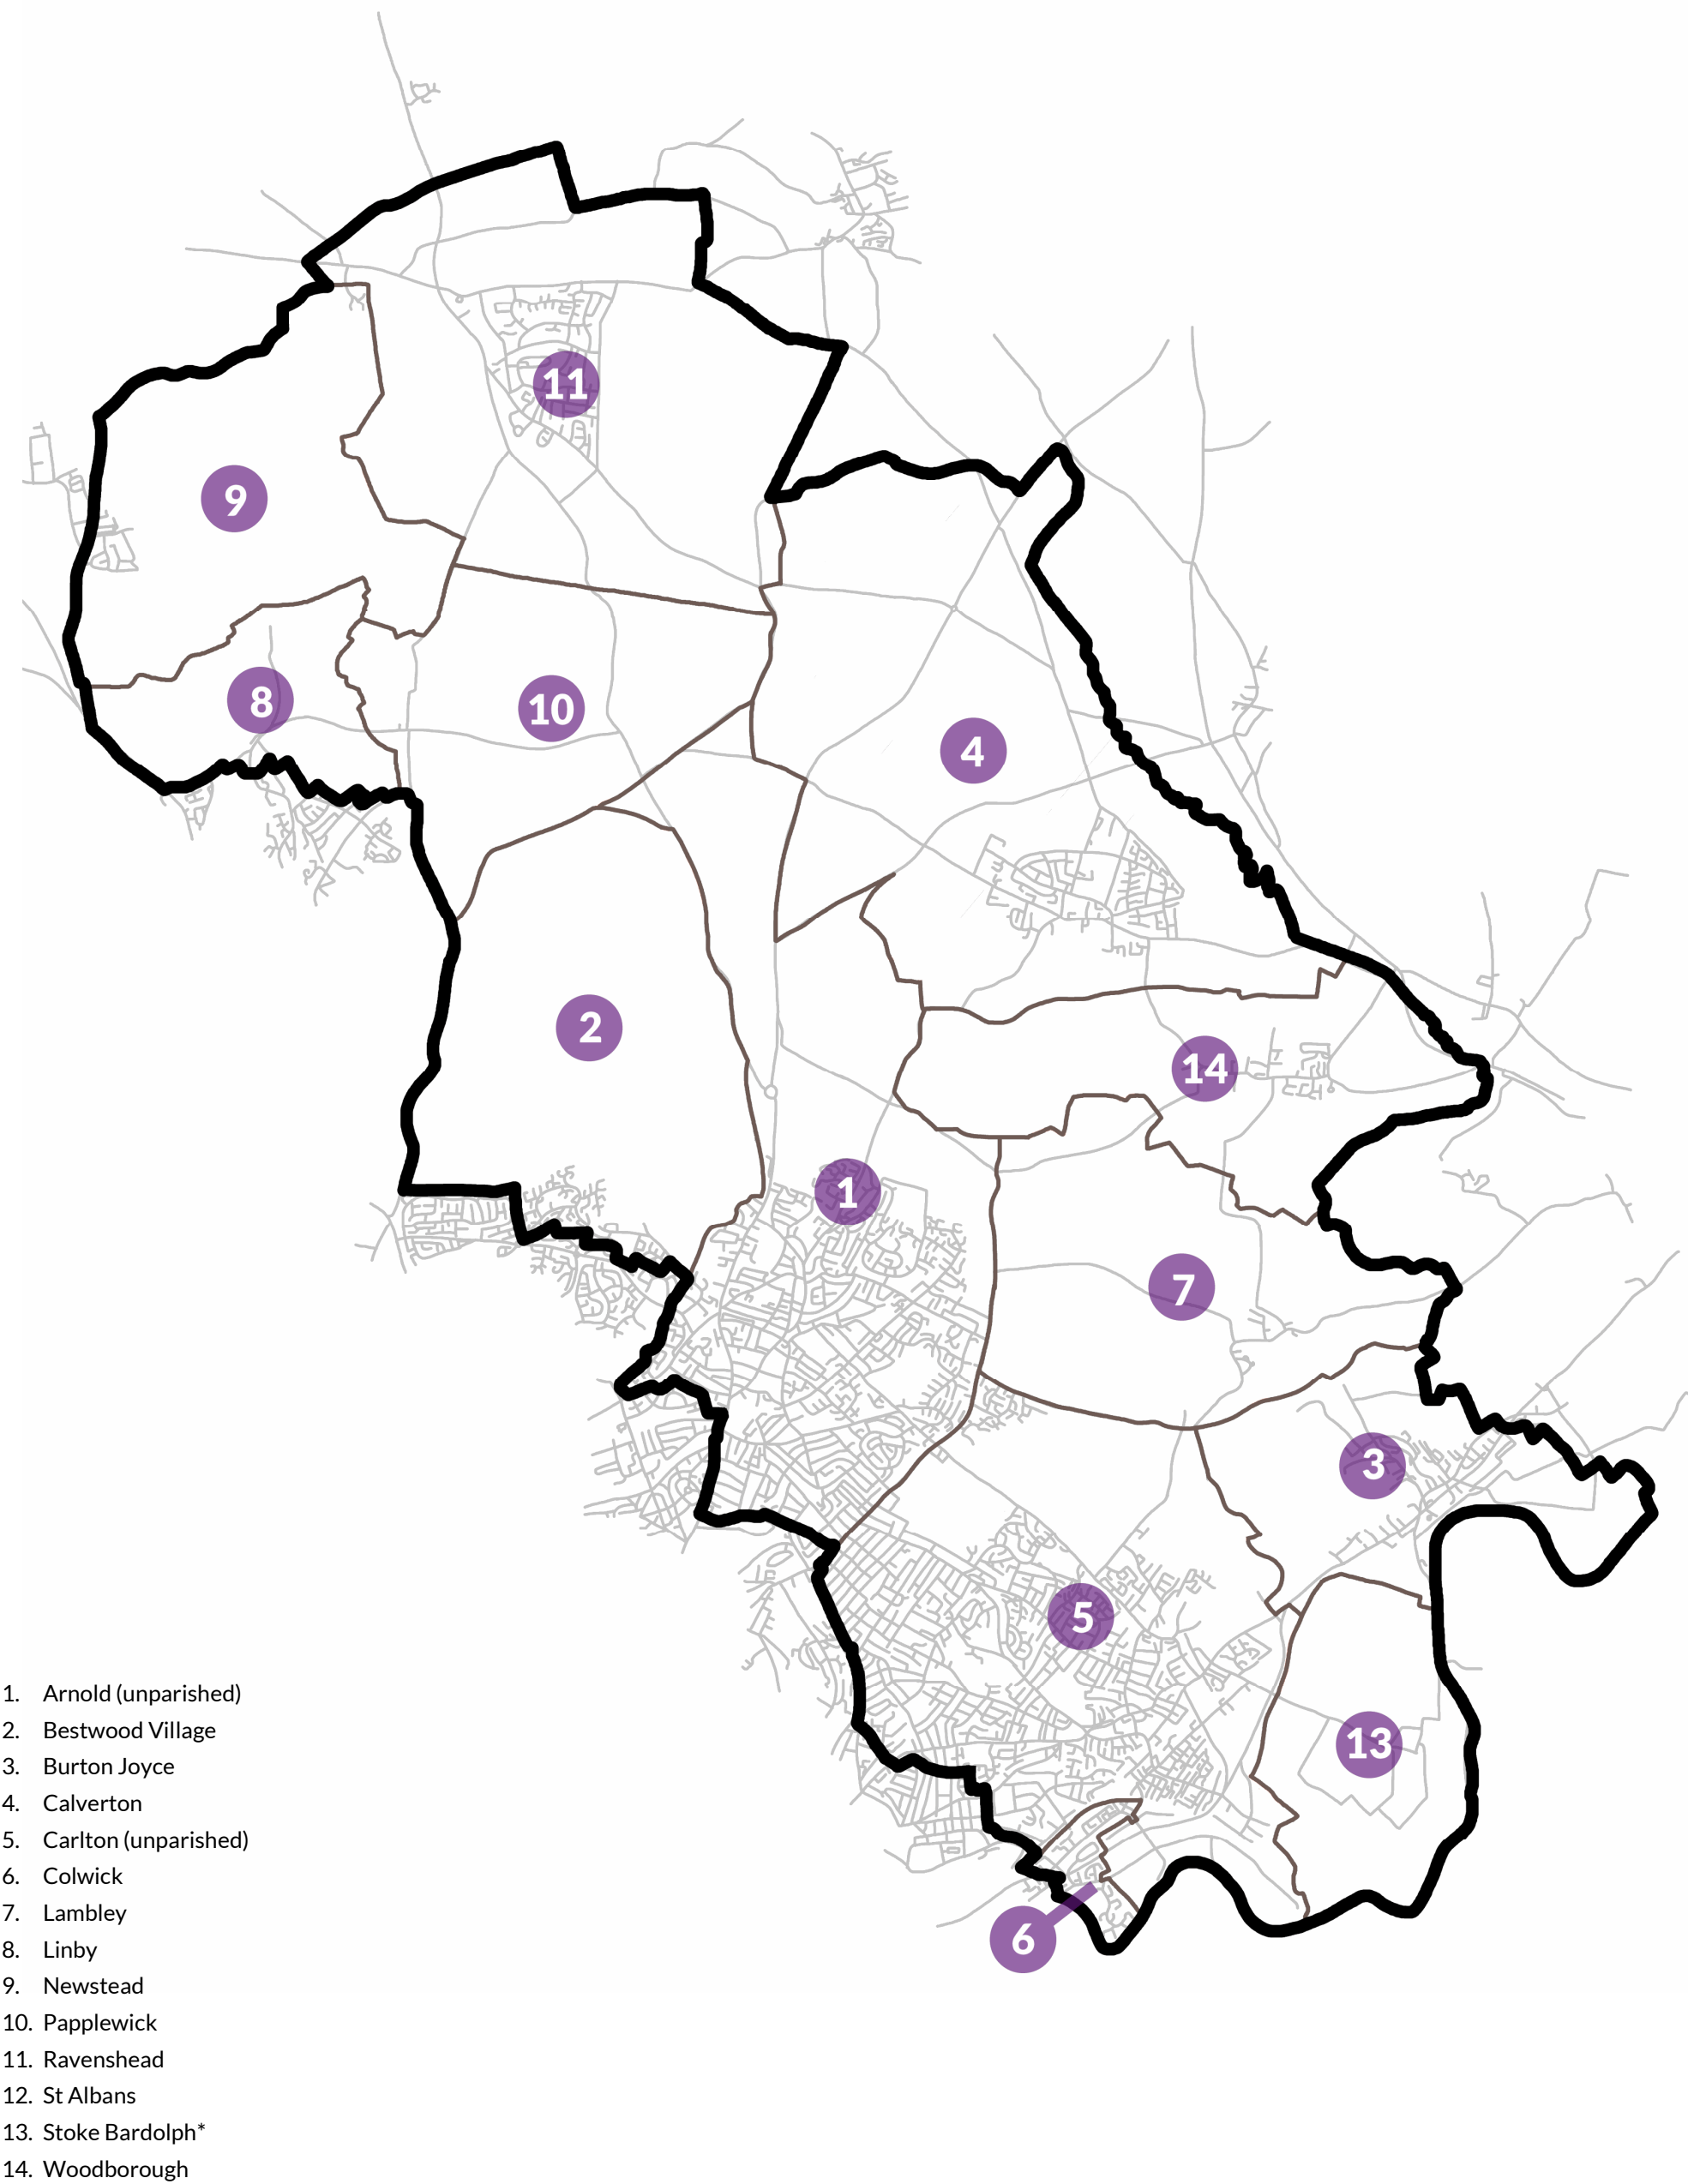 11
9
8
10
4
2
14
1
7
3
5
13
6
1. Arnold (unparished)
2. Bestwood Village
3. Burton Joyce
4. Calverton
5. Carlton (unparished)
6. Colwick
7. Lambley
8. Linby
9. Newstead
10. Papplewick
11. Ravenshead
12. St Albans
13. Stoke Bardolph*
14. Woodborough